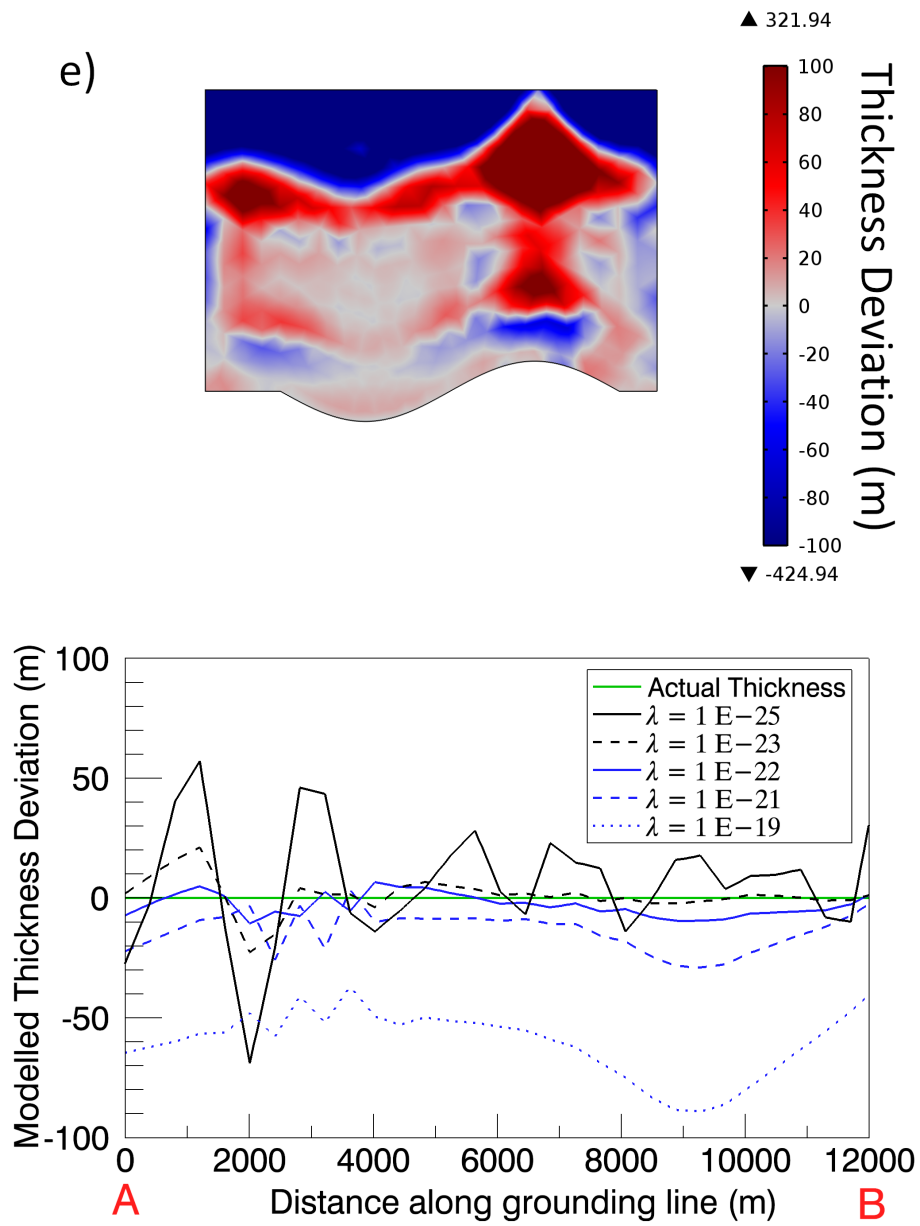 e)
▲ 321.94
100
80
60
40
20
0
-20
-40
-60
-80
-100
▼ -424.94
Thickness Deviation (m)
Modelled Thickness Deviation (m)
100
50
0
-50
-100
Actual Thickness
λ = 1 E−25
λ = 1 E−23
λ = 1 E−22
λ = 1 E−21
λ = 1 E−19
0 2000 4000 6000 8000 10000 12000
A Distance along grounding line (m) B